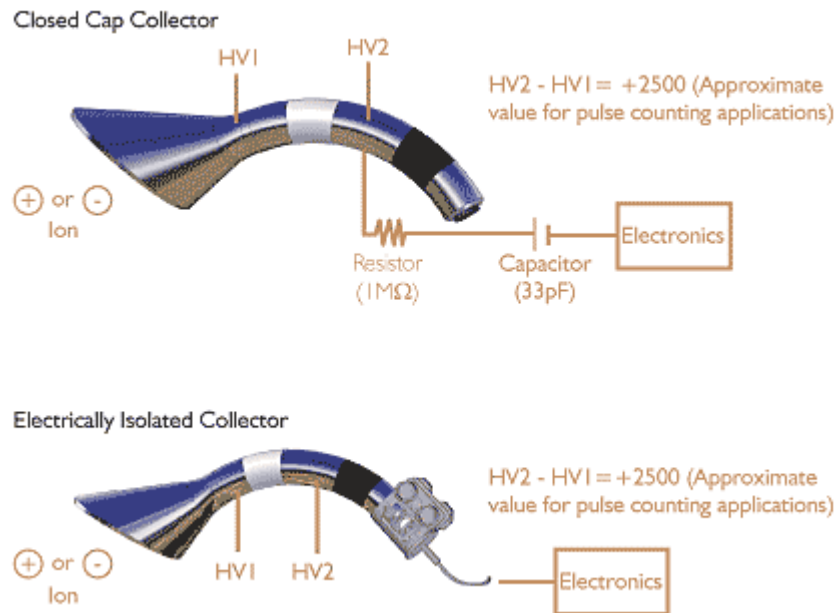 Closed Cap Collector
HV1
HV2
HV2 - HV1 = +2500 (Approximate
value for pulse counting applications)
+ or -
Ion
Electronics
Resistor
(1MΩ)
Capacitor
(33pF)
Electrically Isolated Collector
HV2 - HV1 = +2500 (Approximate
value for pulse counting applications)
+ or -
Ion
HV1
HV2
Electronics